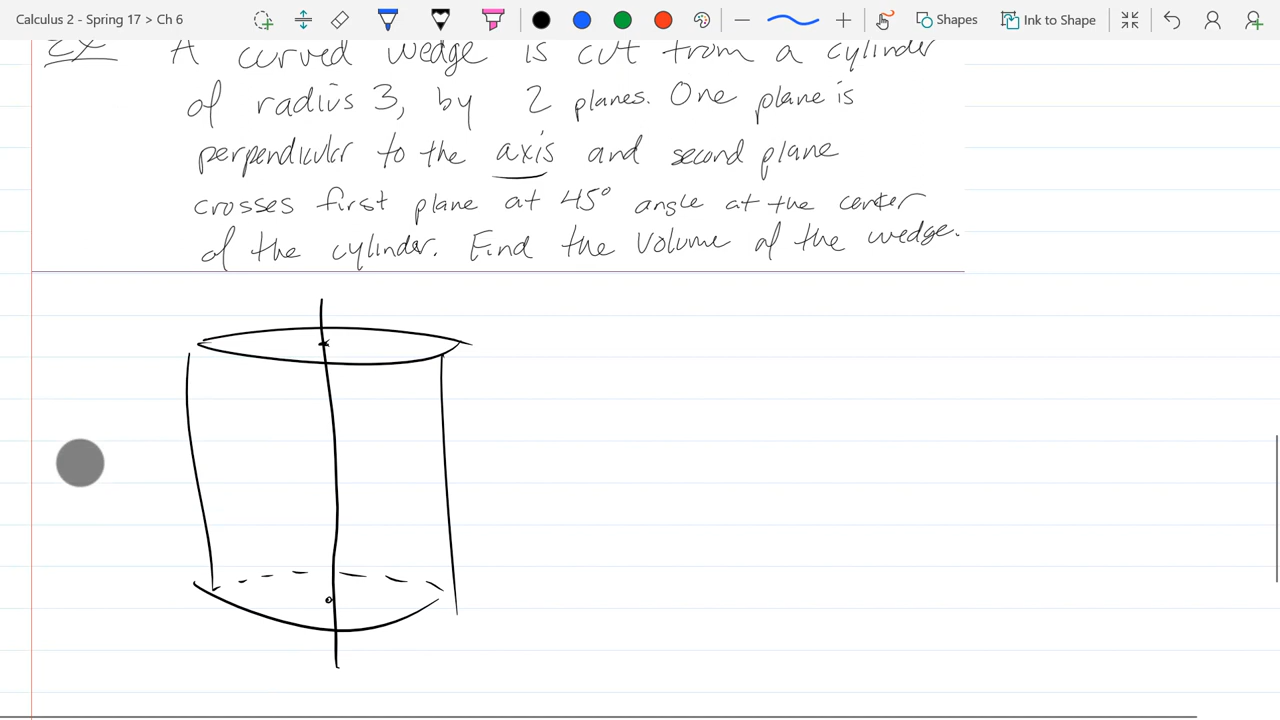 Calculus 2 - Spring 17 > Ch 6
Shapes
Ink to Shape
Ex A curved wedge is cut from a cylinder
of radius 3, by 2 planes. One plane is
perpendicular to the axis and second plane
crosses first plane at 45° angle at the center
of the cylinder. Find the volume of the wedge.